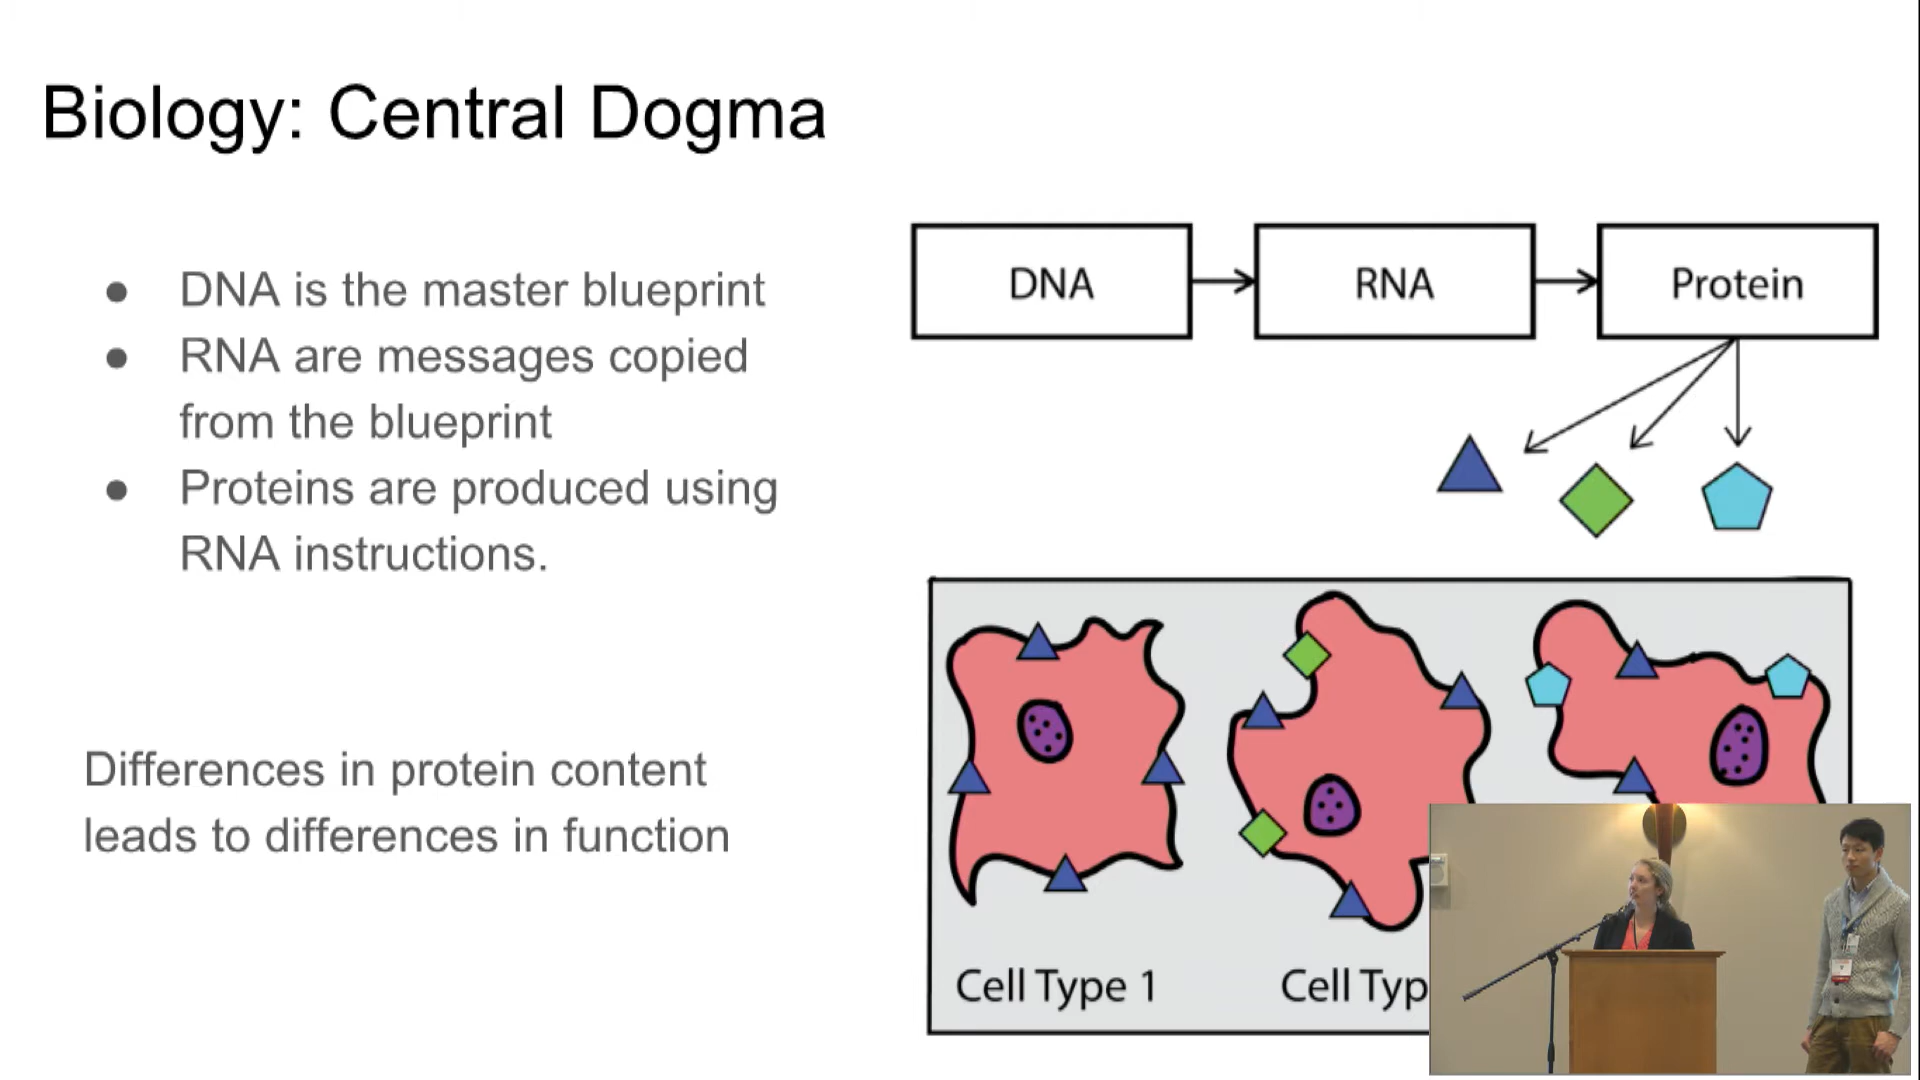 Biology: Central Dogma
● DNA is the master blueprint
● RNA are messages copied
from the blueprint
● Proteins are produced using
RNA instructions.
Differences in protein content
leads to differences in function
DNA
RNA
Protein
Cell Type 1
Cell Typ